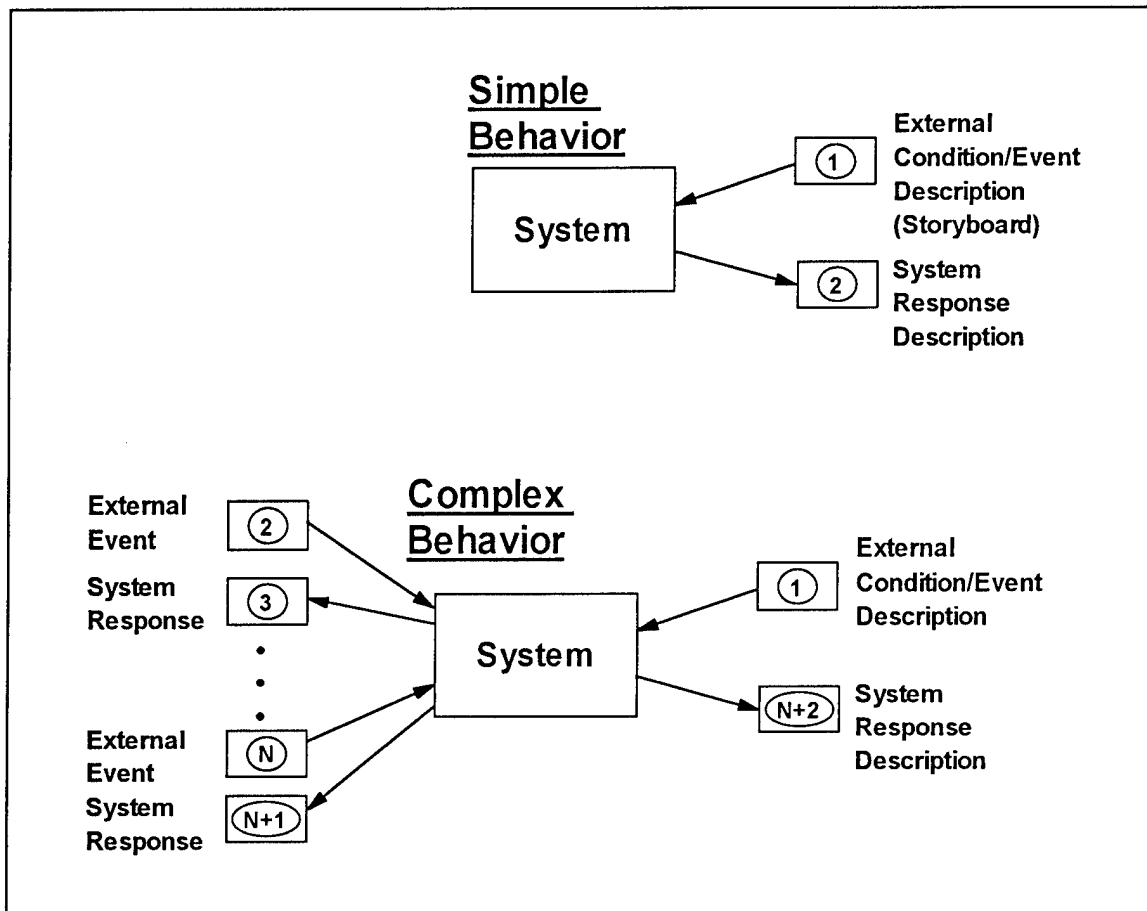 Simple
Behavior
System
1
External
Condition/Event
Description
(Storyboard)
2
System
Response
Description
Complex
Behavior
External
Event
2
System
Response
3
External
Event
N
System
Response
N+1
System
1
External
Condition/Event
Description
N+2
System
Response
Description